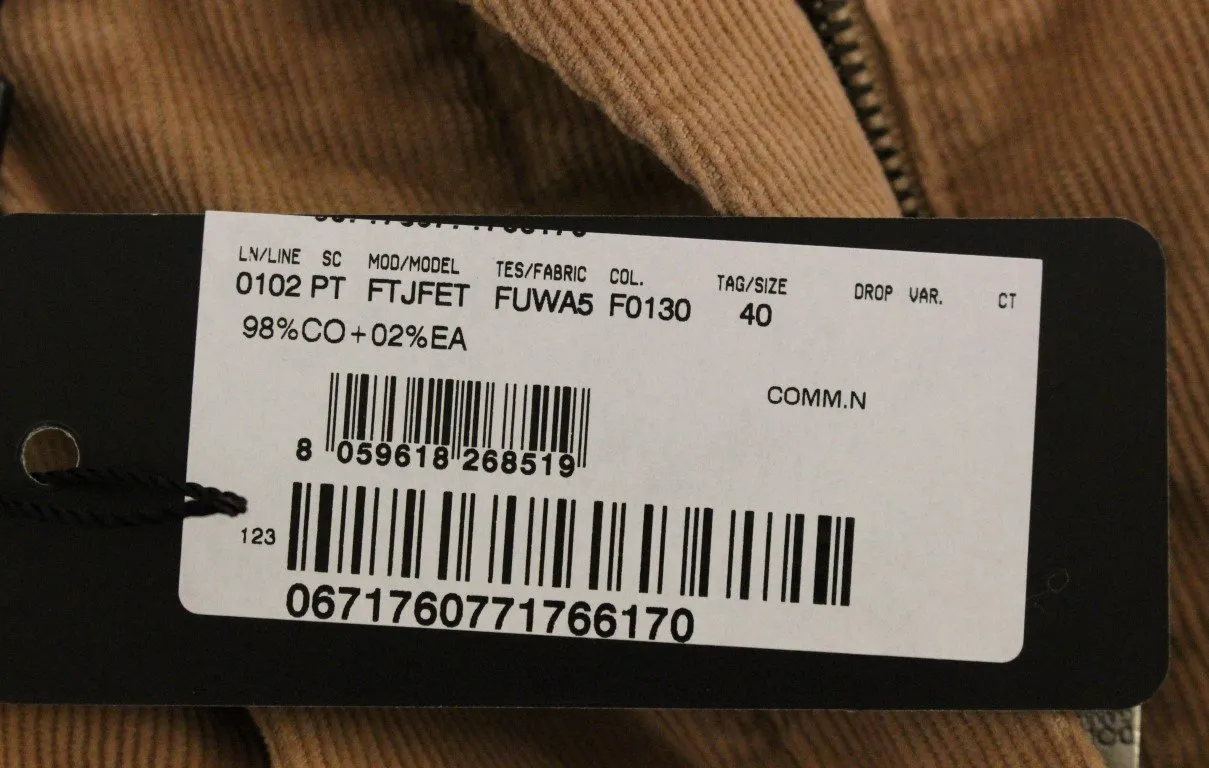 LN/LINE SC MOD/MODEL TES/FABRIC COL. TAG/SIZE DROP VAR. CT
0102 PT FTJFET FUWA5 F0130 40
98%CO+02%EA
COMM.N
8 059618 268519
123
0671760771766170